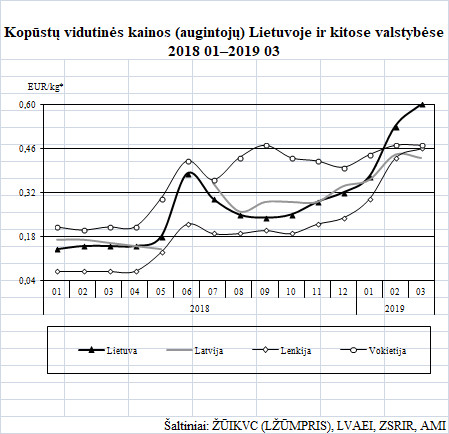 Kopūstų vidutinės kainos (augintojų) Lietuvoje ir kitose valstybėse
2018 01–2019 03
EUR/kg*
0,60
0,46
0,32
0,18
0,04
01 02 03 04 05 06 07 08 09 10 11 12 01 02 03
2018 2019
Lietuva Latvija Lenkija Vokietija
Šaltiniai: ŽŪIKVC (LŽŪMPRIS), LVAEI, ZSRIR, AMI